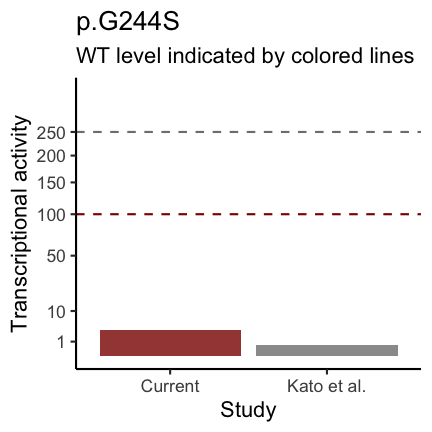 p.G244S
WT level indicated by colored lines
Transcriptional activity
250
200
150
100
50
10
1
Current
Kato et al.
Study